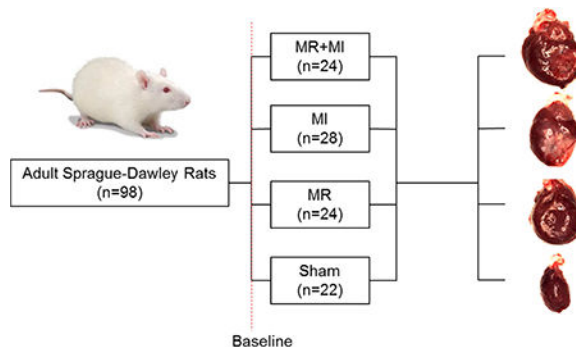 MR+MI
(n=24)
MI
(n=28)
Adult Sprague-Dawley Rats
(n=98)
MR
(n=24)
Sham
(n=22)
Baseline